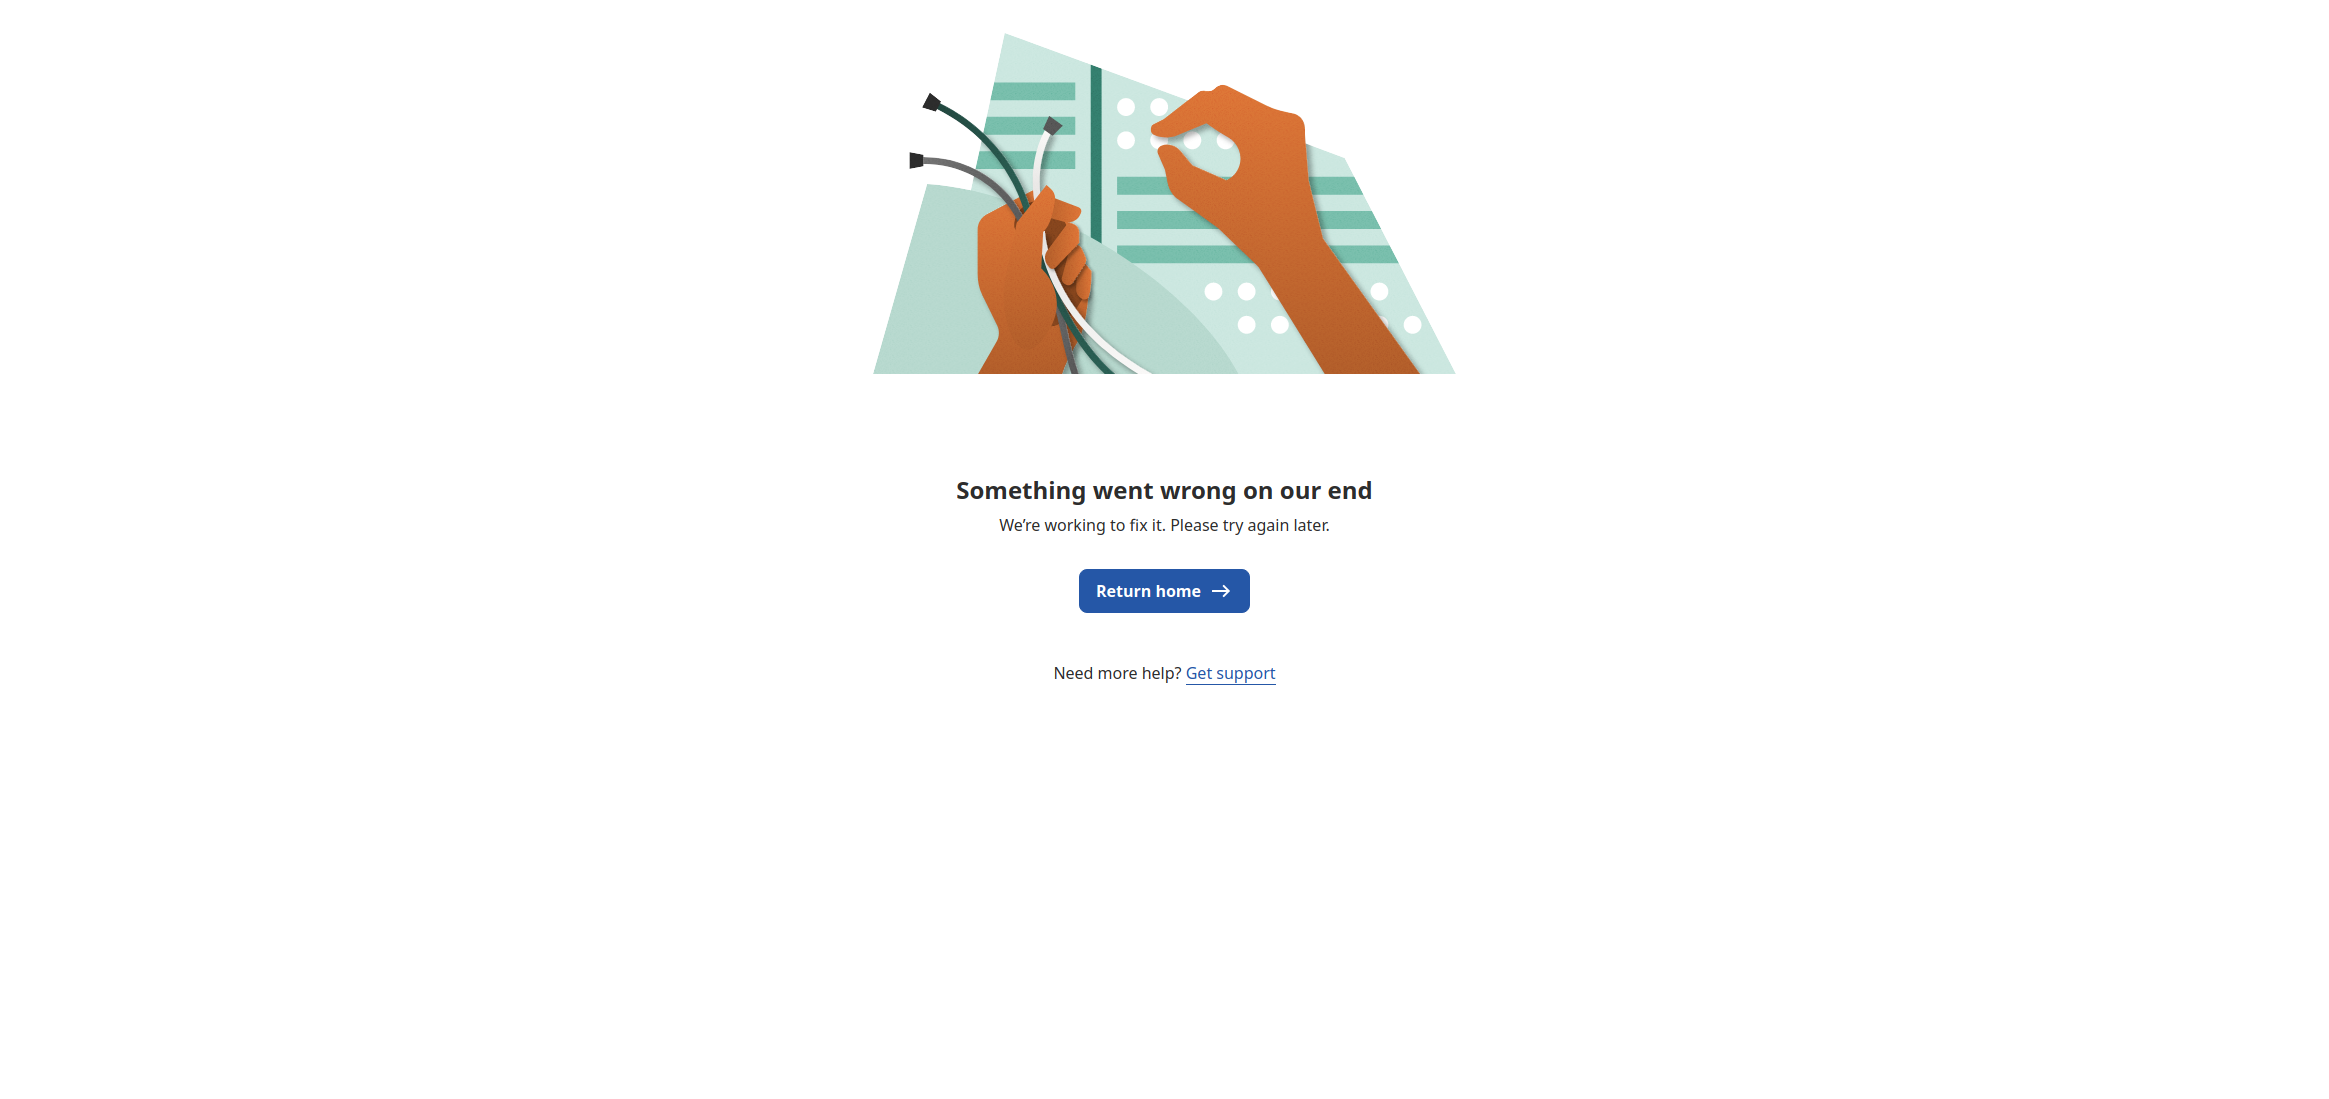 Something went wrong on our end
We’re working to fix it. Please try again later.
Return home
Need more help? Get support